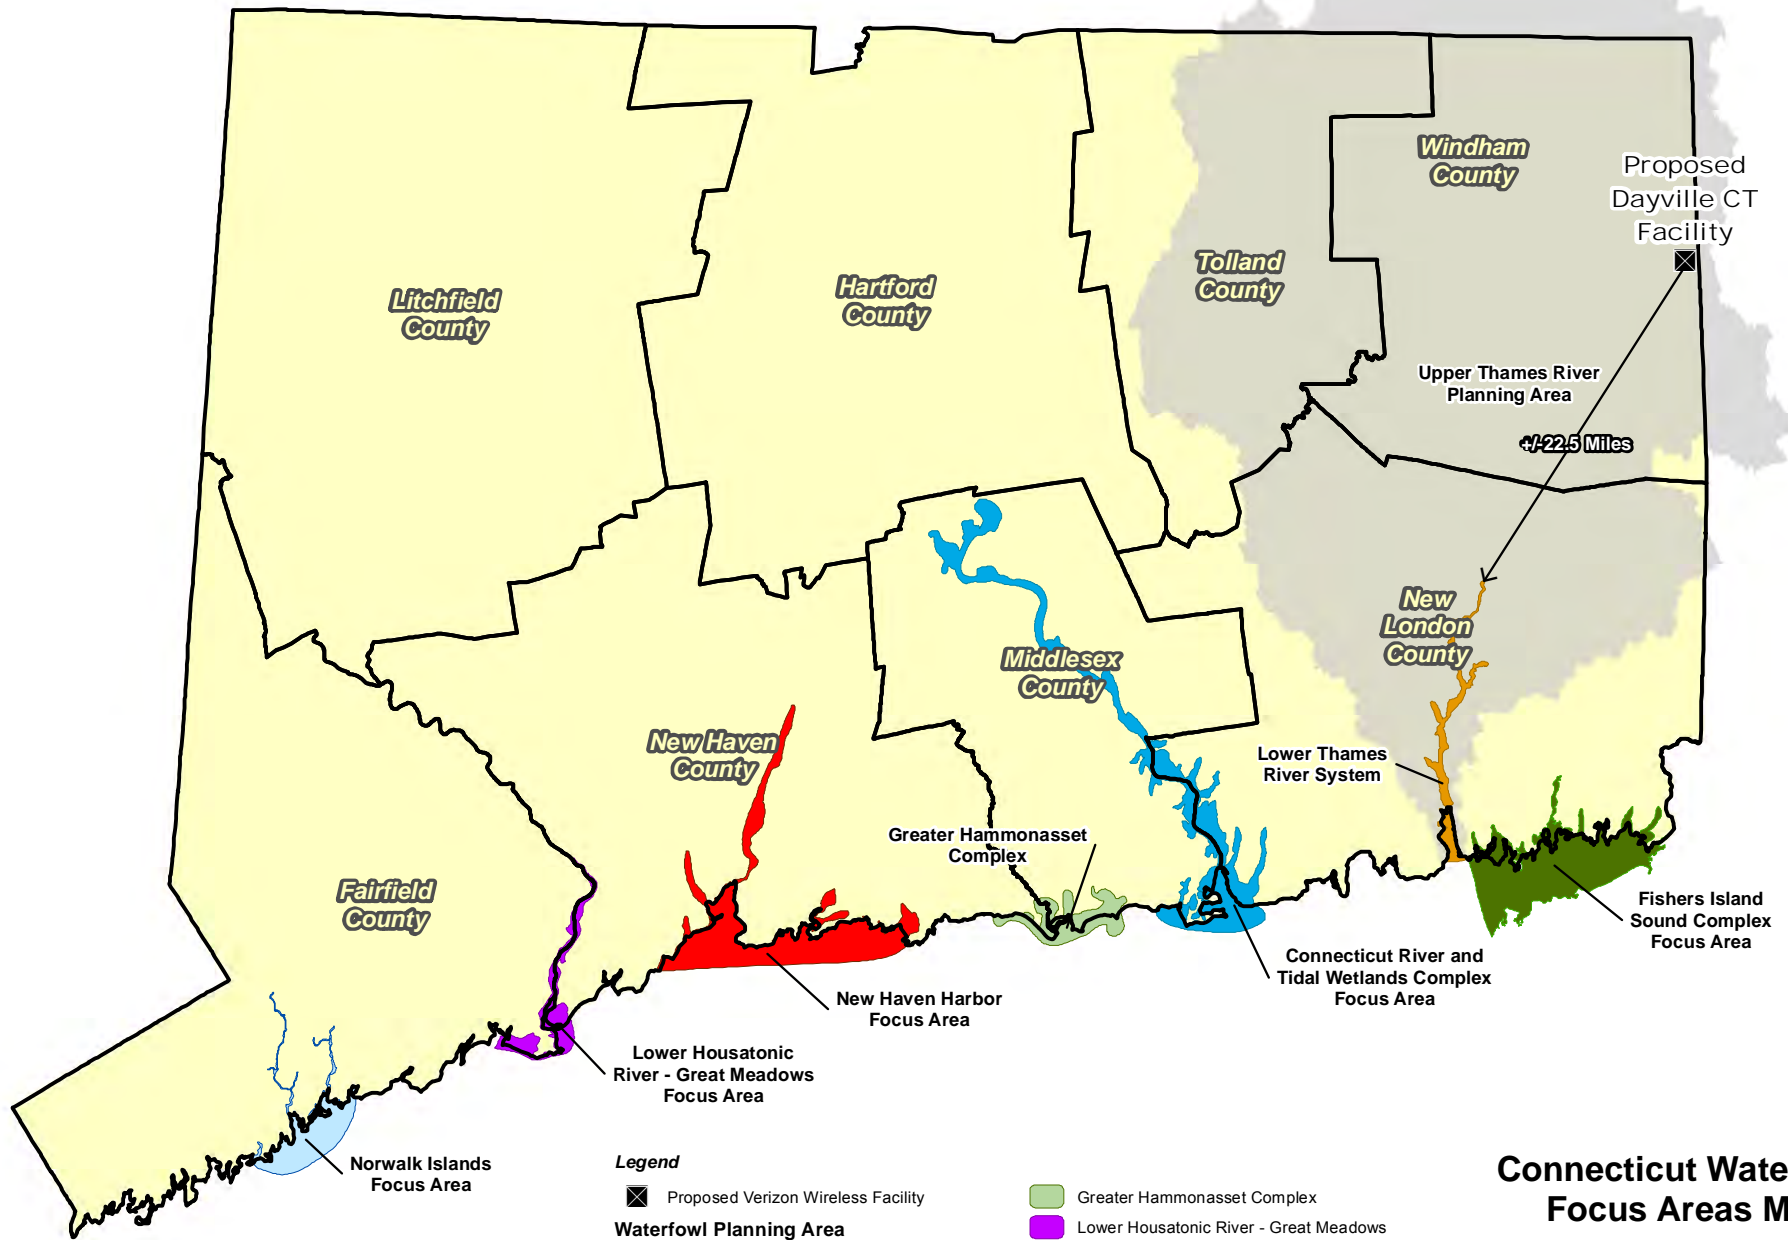 Windham
County
Proposed
Dayville CT
Facility
Tolland
County
Litchfield
County
Hartford
County
Upper Thames River
Planning Area
+/-22.5 Miles
New
London
County
Middlesex
County
New Haven
County
Lower Thames
River System
Greater Hammonasset
Complex
Fairfield
County
Fishers Island
Sound Complex
Focus Area
Connecticut River and
Tidal Wetlands Complex
Focus Area
New Haven Harbor
Focus Area
Lower Housatonic
River - Great Meadows
Focus Area
Norwalk Islands
Focus Area
Legend
Proposed Verizon Wireless Facility
Waterfowl Planning Area
Greater Hammonasset Complex
Lower Housatonic River - Great Meadows
Connecticut Wate
Focus Areas M